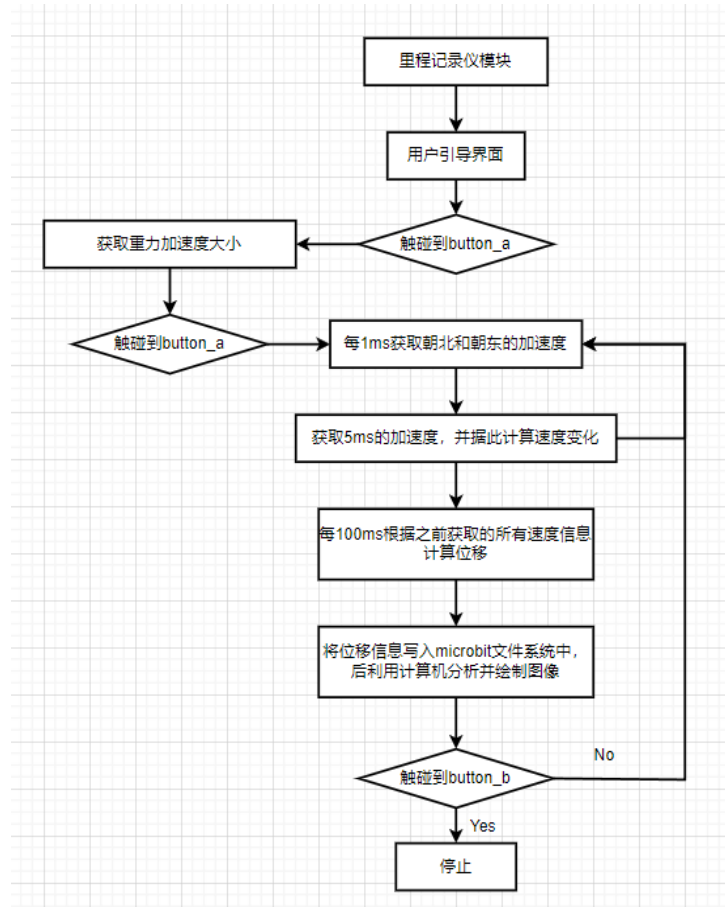 里程记录仪模块
用户引导界面
触碰到button_a
获取重力加速度大小
触碰到button_a
每1ms获取朝北和朝东的加速度
获取5ms的加速度，并据此计算速度变化
每100ms根据之前获取的所有速度信息
计算位移
将位移信息写入microbit文件系统中，
后利用计算机分析并绘制图像
触碰到button_b
No
Yes
停止